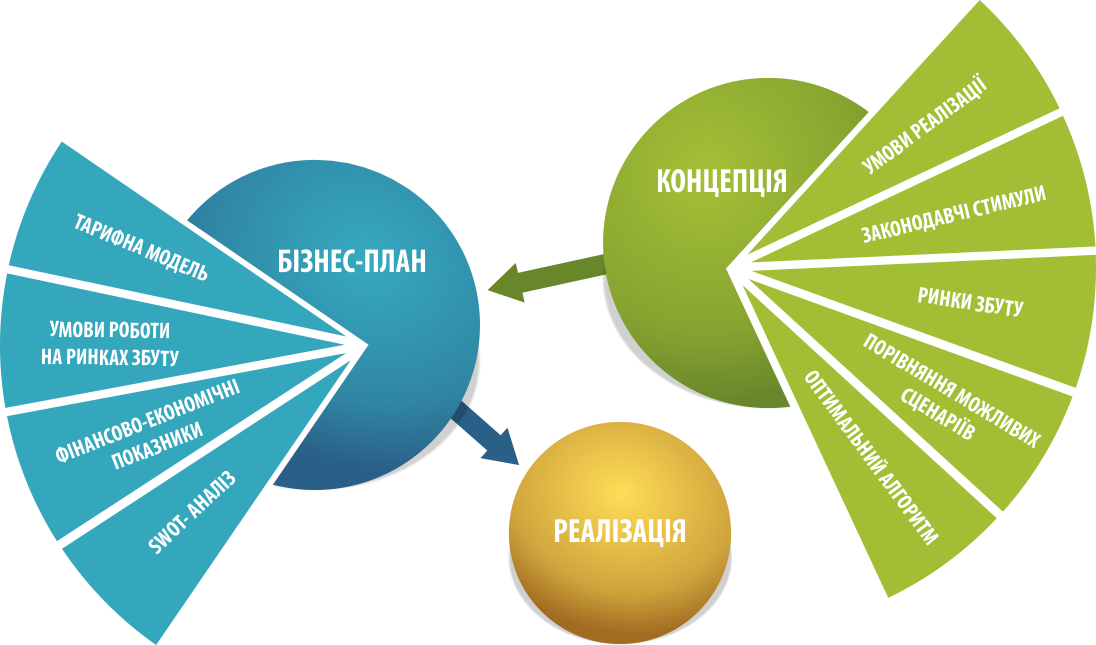 КОНЦЕПЦІЯ
УМОВИ РЕАЛІЗАЦІЇ
ЗАКОНОДАВЧІ СТИМУЛИ
РИНКИ ЗБУТУ
ПОРІВНЯННЯ МОЖЛИВИХ
СЦЕНАРІЇВ
ОПТИМАЛЬНИЙ АЛГОРИТМ
БІЗНЕС-ПЛАН
ТАРИФНА МОДЕЛЬ
УМОВИ РОБОТИ
НА РИНКАХ ЗБУТУ
ФІНАНСОВО-ЕКОНОМІЧНІ
ПОКАЗНИКИ
SWOT- АНАЛІЗ
РЕАЛІЗАЦІЯ